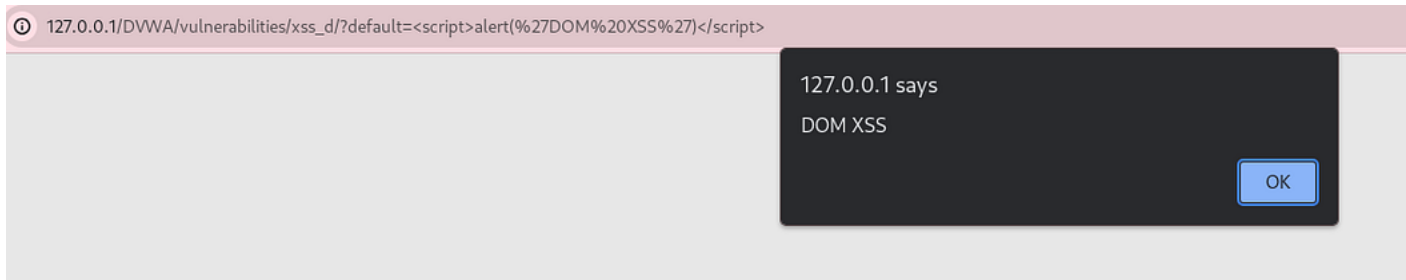 127.0.0.1/DVWA/vulnerabilities/xss_d/?default=<script>alert(%27DOM%20XSS%27)</script>
127.0.0.1 says
DOM XSS
OK